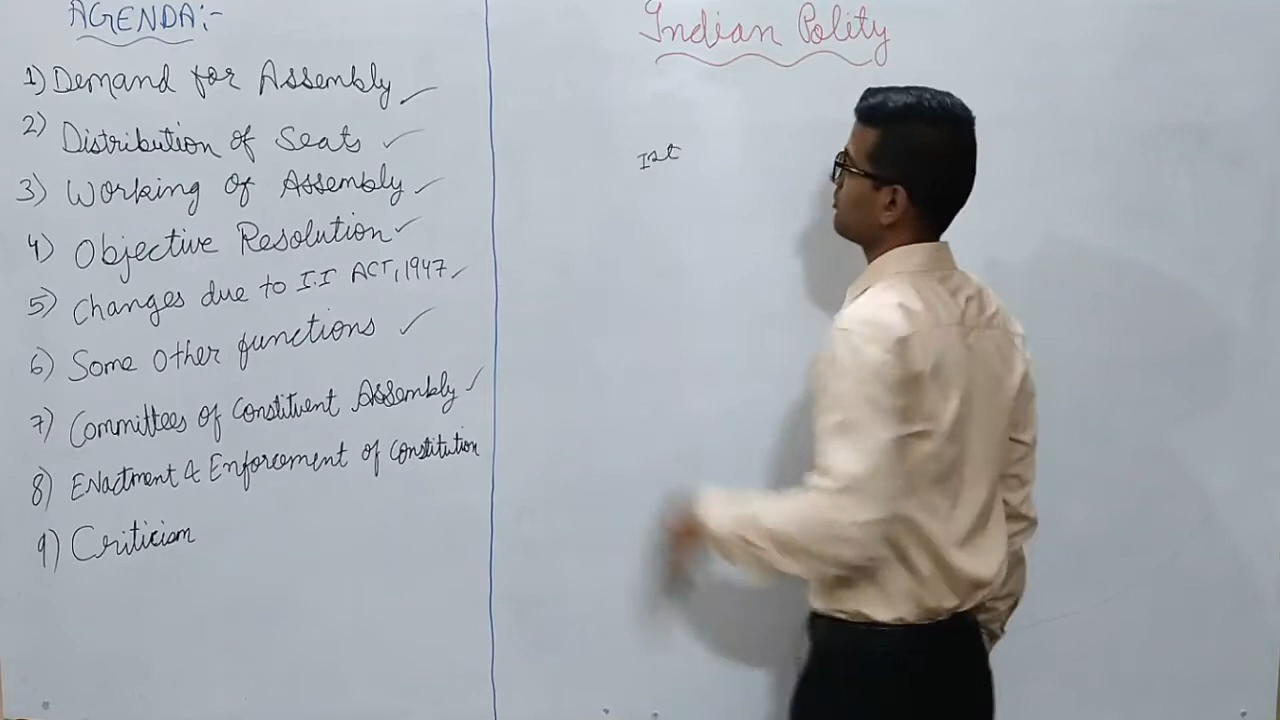 AGENDA:-
1) Demand for Assembly
2) Distribution of Seats
3) Working of Assembly
4) Objective Resolution
5) Changes due to I.I ACT, 1947
6) Some Other functions
7) Committees of Constituent Assembly
8) Enactment & Enforcement of Constitution
9) Criticism
Indian Polity
Ist